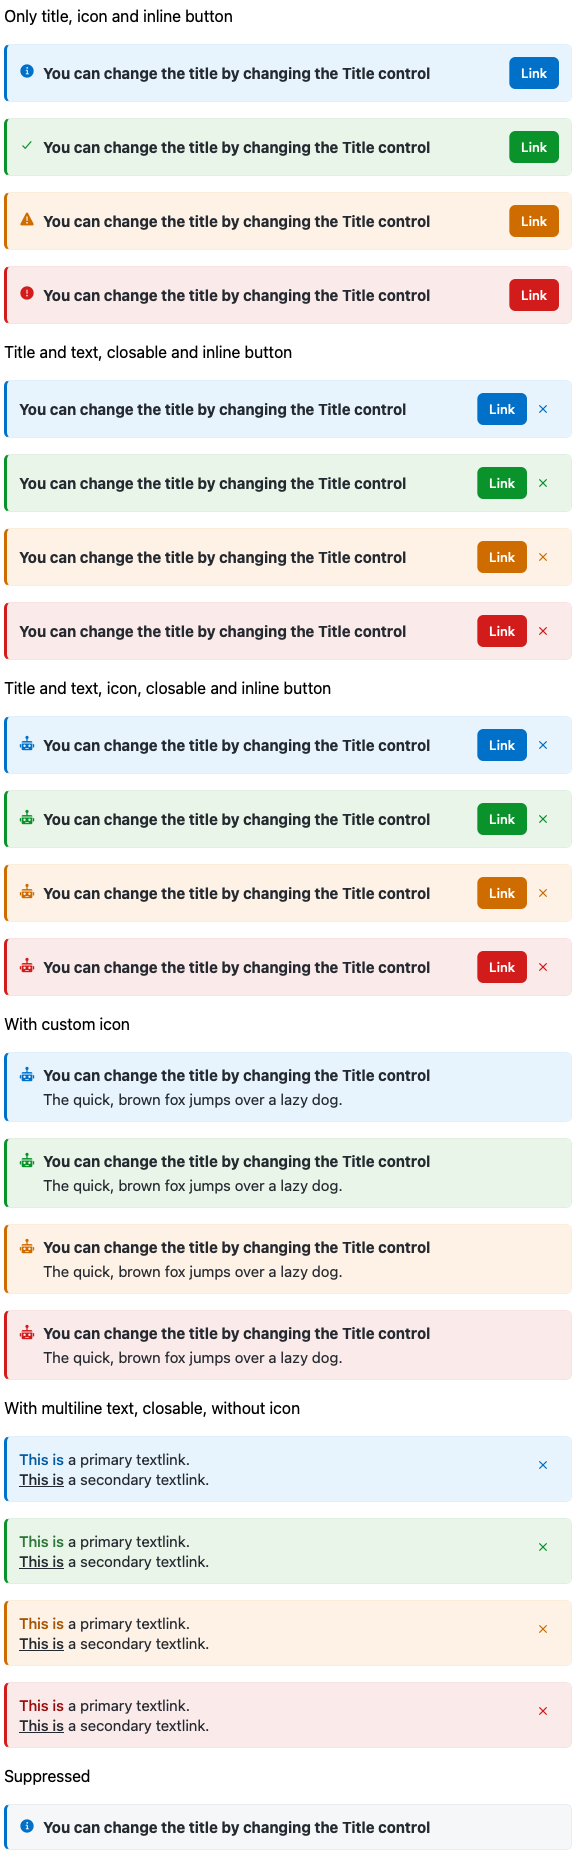 Only title, icon and inline button
You can change the title by changing the Title control Link
You can change the title by changing the Title control Link
You can change the title by changing the Title control Link
You can change the title by changing the Title control Link
Title and text, closable and inline button
You can change the title by changing the Title control Link
You can change the title by changing the Title control Link
You can change the title by changing the Title control Link
You can change the title by changing the Title control Link
Title and text, icon, closable and inline button
You can change the title by changing the Title control Link
You can change the title by changing the Title control Link
You can change the title by changing the Title control Link
You can change the title by changing the Title control Link
With custom icon
You can change the title by changing the Title control
The quick, brown fox jumps over a lazy dog.
You can change the title by changing the Title control
The quick, brown fox jumps over a lazy dog.
You can change the title by changing the Title control
The quick, brown fox jumps over a lazy dog.
You can change the title by changing the Title control
The quick, brown fox jumps over a lazy dog.
With multiline text, closable, without icon
This is a primary textlink.
This is a secondary textlink.
This is a primary textlink.
This is a secondary textlink.
This is a primary textlink.
This is a secondary textlink.
This is a primary textlink.
This is a secondary textlink.
Suppressed
You can change the title by changing the Title control